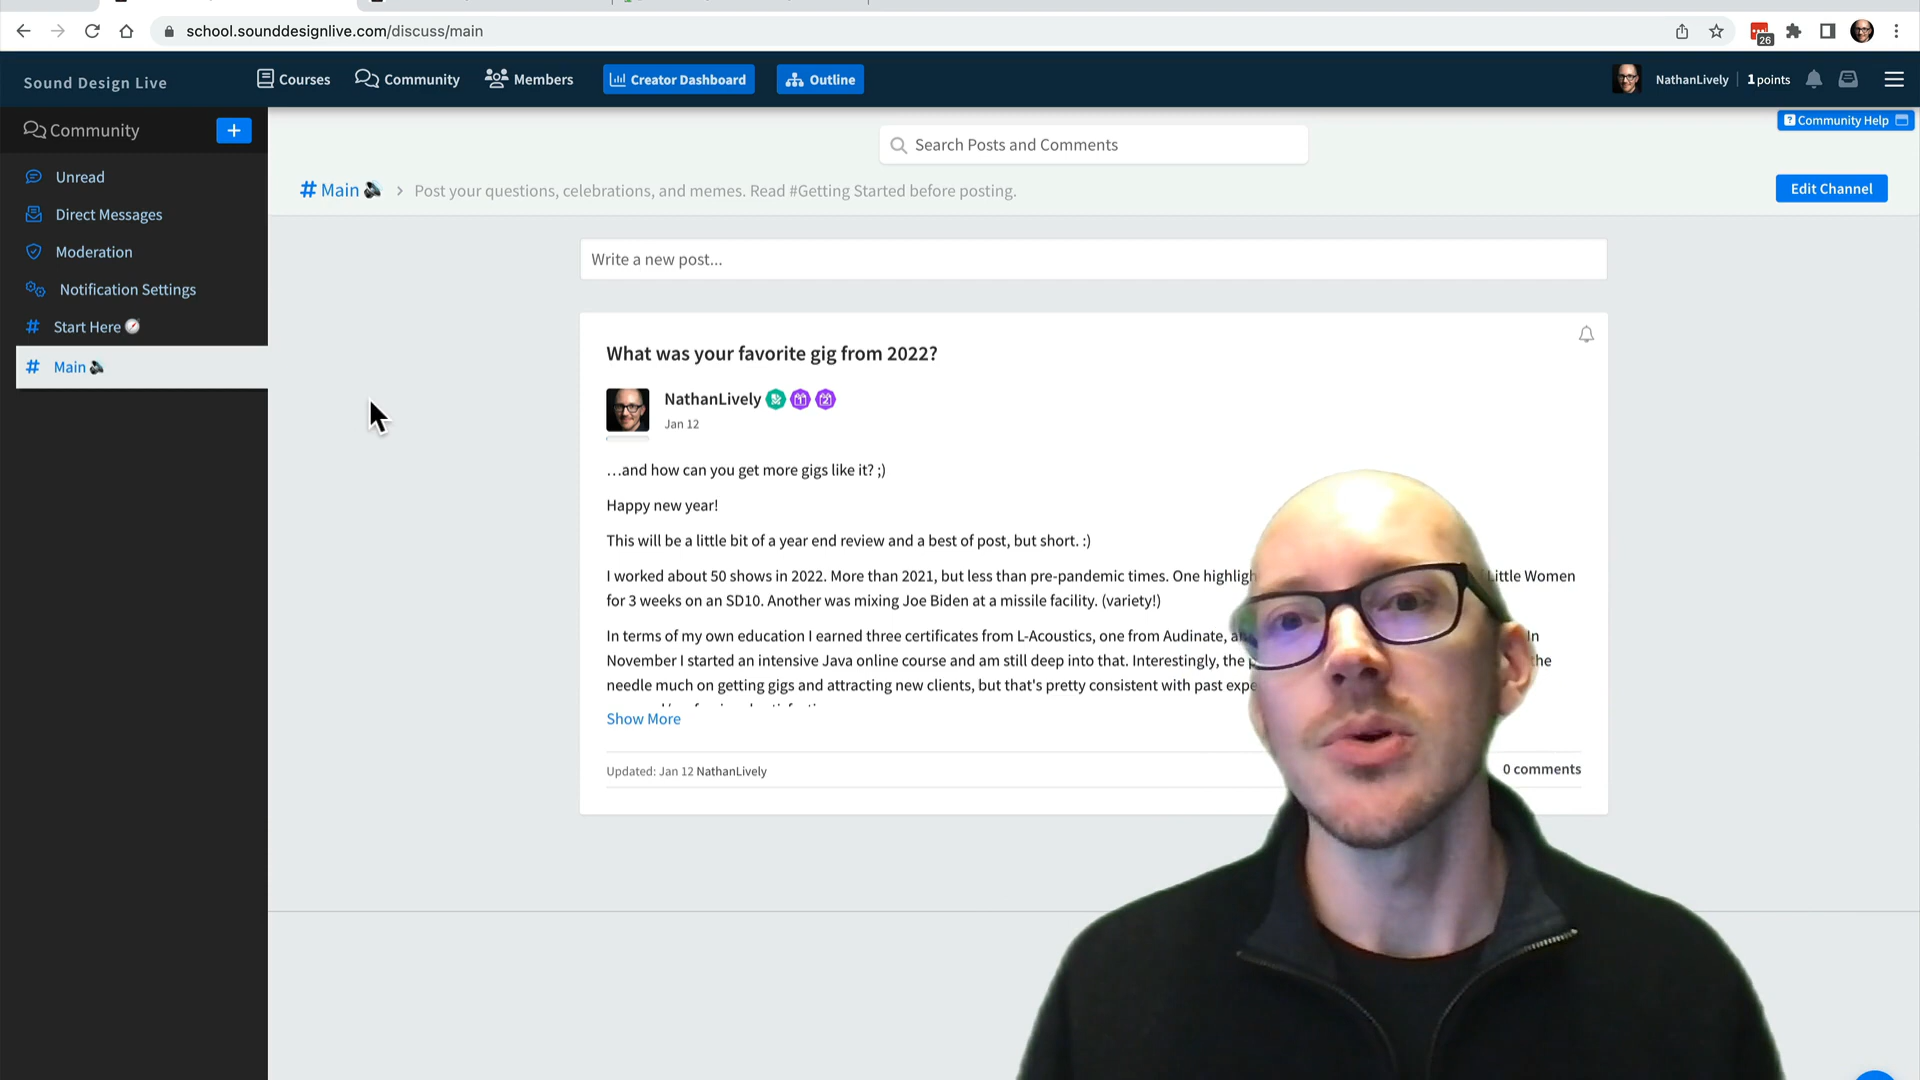 school.sounddesignlive.com/discuss/main
26
Sound Design Live
Courses
Community
Members
Creator Dashboard
Outline
NathanLively
1 points
Community
+
Unread
Direct Messages
Moderation
Notification Settings
# Start Here
# Main
Community Help
Search Posts and Comments
# Main > Post your questions, celebrations, and memes. Read #Getting Started before posting.
Edit Channel
Write a new post...
What was your favorite gig from 2022?
NathanLively
Jan 12
…and how can you get more gigs like it? ;)
Happy new year!
This will be a little bit of a year end review and a best of post, but short. :)
I worked about 50 shows in 2022. More than 2021, but less than pre-pandemic times. One Little Women
for 3 weeks on an SD10. Another was mixing Joe Biden at a missile facility. (variety!)
In terms of my own education I earned three certificates from L-Acoustics, one from Audinate, In
November I started an intensive Java online course and am still deep into that. Interestingly, the the
needle much on getting gigs and attracting new clients, but that's pretty consistent with past
Show More
Updated: Jan 12 NathanLively
0 comments